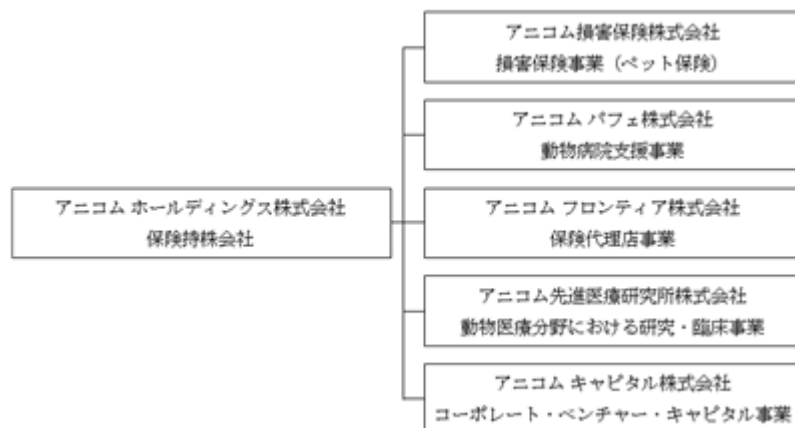 アニコム ホールディングス株式会社
保険持株会社
アニコム損害保険株式会社
損害保険事業（ペット保険）
アニコム パフェ株式会社
動物病院支援事業
アニコム フロンティア株式会社
保険代理店事業
アニコム先進医療研究所株式会社
動物医療分野における研究・臨床事業
アニコム キャピタル株式会社
コーポレート・ベンチャー・キャピタル事業